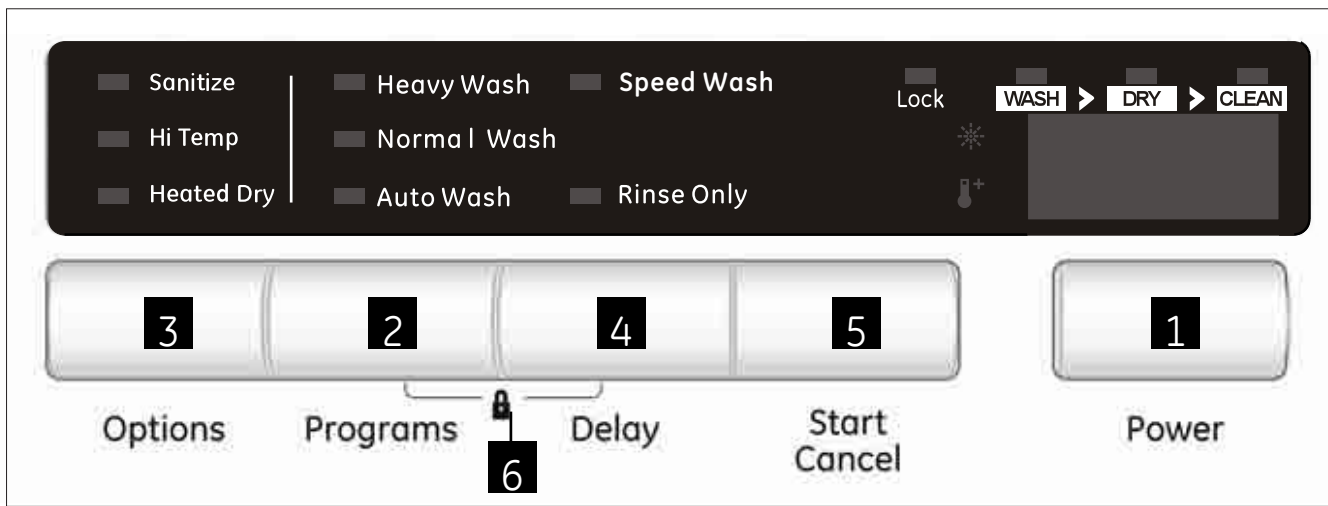 Sanitize
Hi Temp
Heated Dry
Heavy Wash
Normal Wash
Auto Wash
Speed Wash
Rinse Only
Lock
WASH > DRY > CLEAN
3 2 4 5 1
Options Programs Delay Start Cancel Power
6